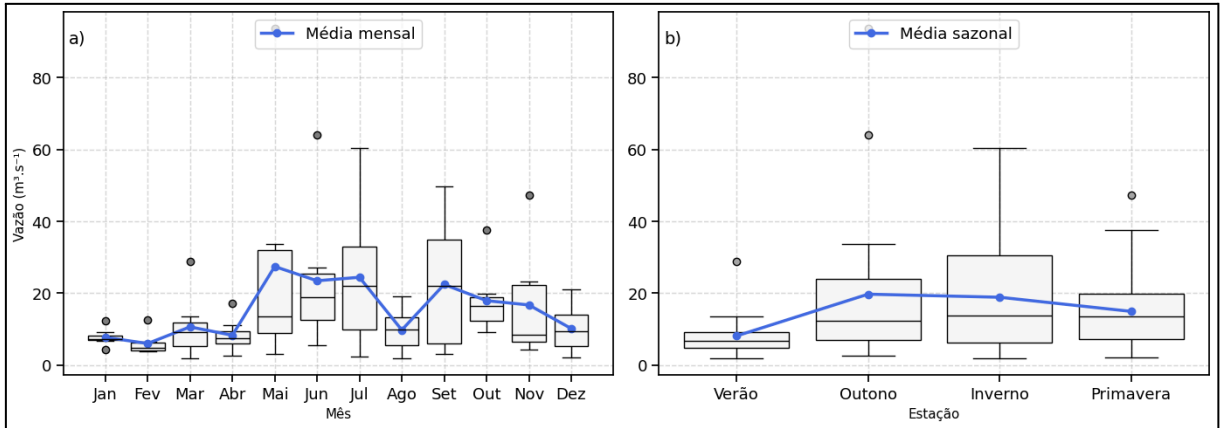 a)
Média mensal
Vazão (m³.s⁻¹)
80
60
40
20
0
Jan Fev Mar Abr Mai Jun Jul Ago Set Out Nov Dez
Mês
b)
Média sazonal
80
60
40
20
0
Verão Outono Inverno Primavera
Estação